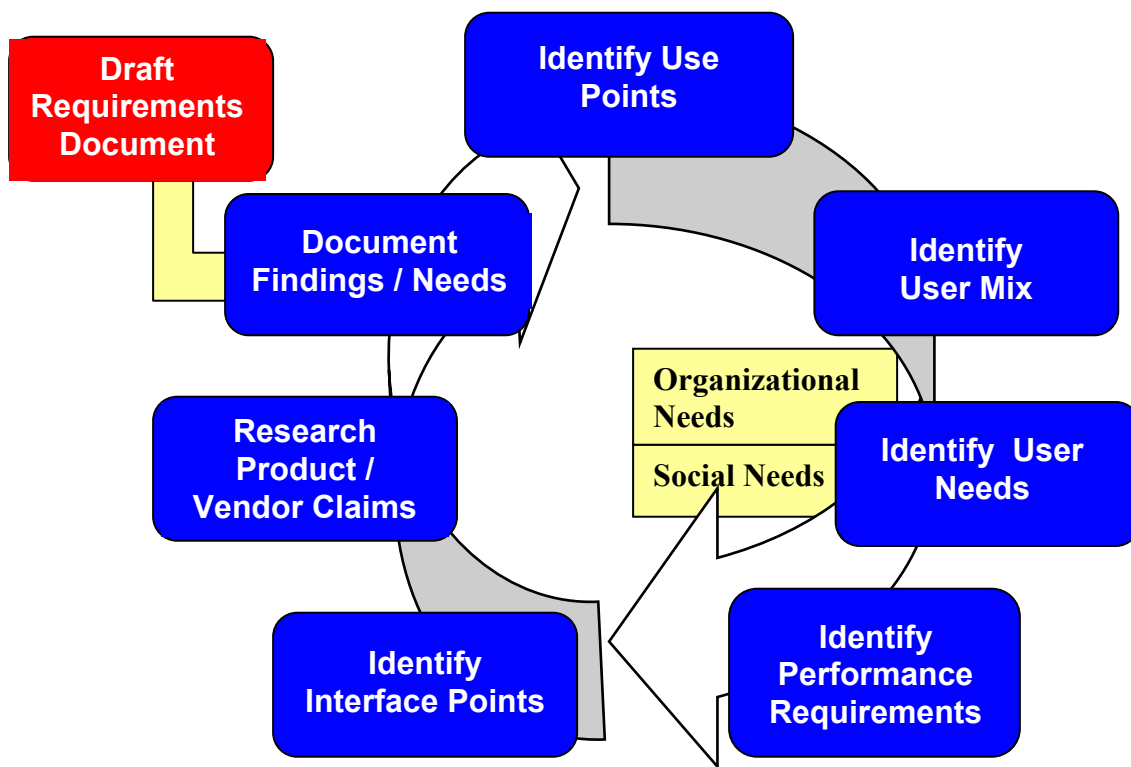 Draft
Requirements
Document
Identify Use
Points
Document
Findings / Needs
Identify
User Mix
Organizational
Needs
Social Needs
Identify  User
Needs
Research
Product /
Vendor Claims
Identify
Interface Points
Identify
Performance
Requirements